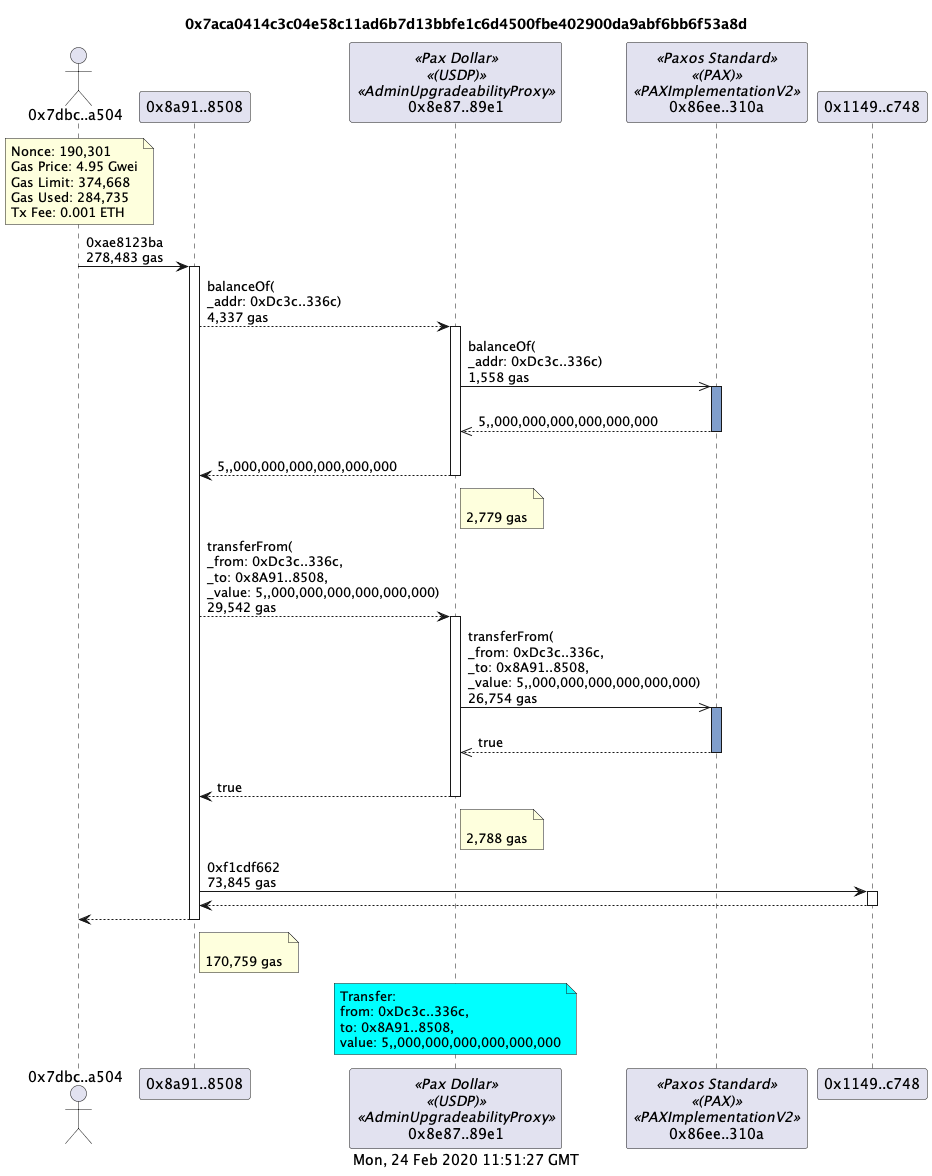 0x7aca0414c3c04e58c11ad6b7d13bbfe1c6d4500fbe402900da9abf6bb6f53a8d
«Pax Dollar»
«(USDP)»
«AdminUpgradeabilityProxy»
0x8e87..89e1
«Paxos Standard»
«(PAX)»
«PAXImplementationV2»
0x86ee..310a
0x7dbc..a504
0x8a91..8508
0x1149..c748
Nonce: 190,301
Gas Price: 4.95 Gwei
Gas Limit: 374,668
Gas Used: 284,735
Tx Fee: 0.001 ETH
0xae8123ba
278,483 gas
balanceOf(
_addr: 0xDc3c..336c)
4,337 gas
balanceOf(
_addr: 0xDc3c..336c)
1,558 gas
5,,000,000,000,000,000,000
5,,000,000,000,000,000,000
2,779 gas
transferFrom(
_from: 0xDc3c..336c,
_to: 0x8A91..8508,
_value: 5,,000,000,000,000,000,000)
29,542 gas
transferFrom(
_from: 0xDc3c..336c,
_to: 0x8A91..8508,
_value: 5,,000,000,000,000,000,000)
26,754 gas
true
true
2,788 gas
0xf1cdf662
73,845 gas
170,759 gas
Transfer:
from: 0xDc3c..336c,
to: 0x8A91..8508,
value: 5,,000,000,000,000,000,000
0x7dbc..a504
0x8a91..8508
«Pax Dollar»
«(USDP)»
«AdminUpgradeabilityProxy»
0x8e87..89e1
«Paxos Standard»
«(PAX)»
«PAXImplementationV2»
0x86ee..310a
0x1149..c748
Mon, 24 Feb 2020 11:51:27 GMT